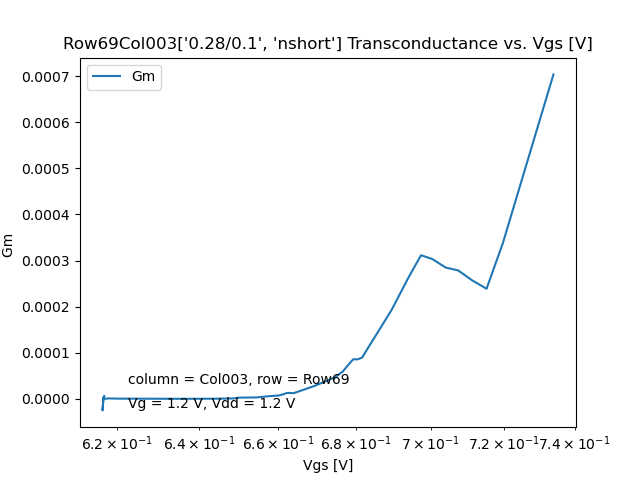 Row69Col003['0.28/0.1', 'nshort'] Transconductance vs. Vgs [V]
Gm
0.0007
0.0006
0.0005
0.0004
0.0003
0.0002
0.0001
0.0000
Gm
column = Col003, row = Row69
Vg = 1.2 V, Vdd = 1.2 V
6.2 × 10⁻¹ 6.4 × 10⁻¹ 6.6 × 10⁻¹ 6.8 × 10⁻¹ 7 × 10⁻¹ 7.2 × 10⁻¹ 7.4 × 10⁻¹
Vgs [V]